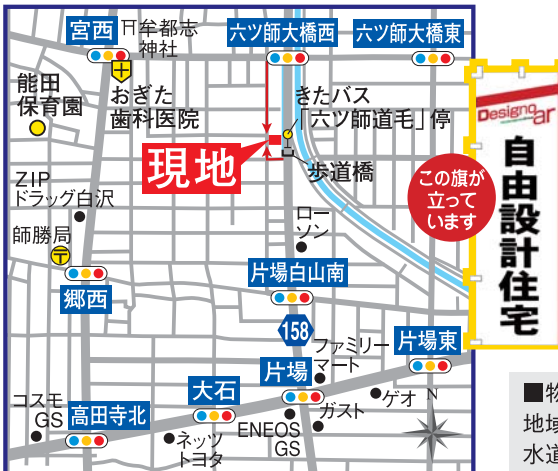 宮西
牟都志
神社
六ツ師大橋西
六ツ師大橋東
能田
保育園
おぎた
歯科医院
きたバス
「六ツ師道毛」停
現地
歩道橋
ZIP
ドラッグ白沢
師勝局
ロー
ソン
郷西
片場白山南
158
ファミリー
マート
片場東
片場
大石
ゲオ
N
コスモ
GS
高田寺北
ネッツ
トヨタ
ENEOS
GS
ガスト
この旗が
立って
います
Designo
ar
自由設計住宅
■物
地域
水道